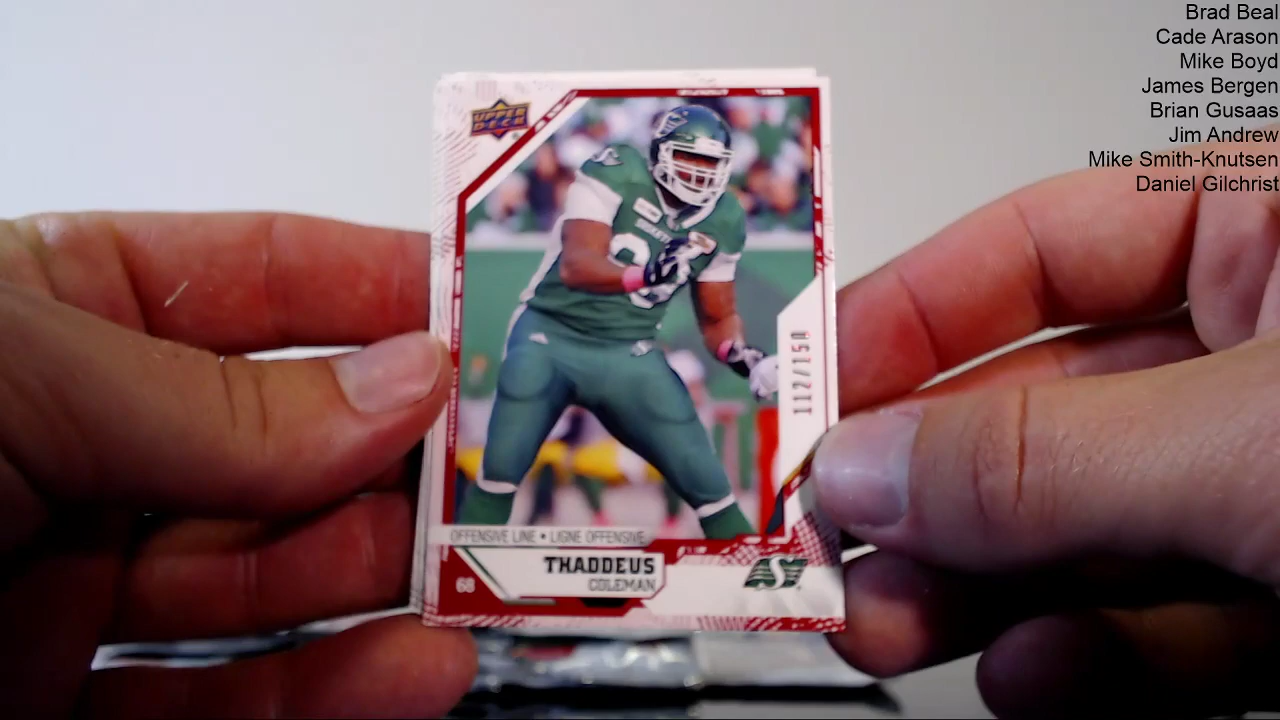 Brad Beal
Cade Arason
Mike Boyd
James Bergen
Brian Gusaas
Jim Andrew
Mike Smith-Knutsen
Daniel Gilchrist
UPPER DECK
112/150
OFFENSIVE LINE • LIGNE OFFENSIVE
THADDEUS
COLEMAN
68
S